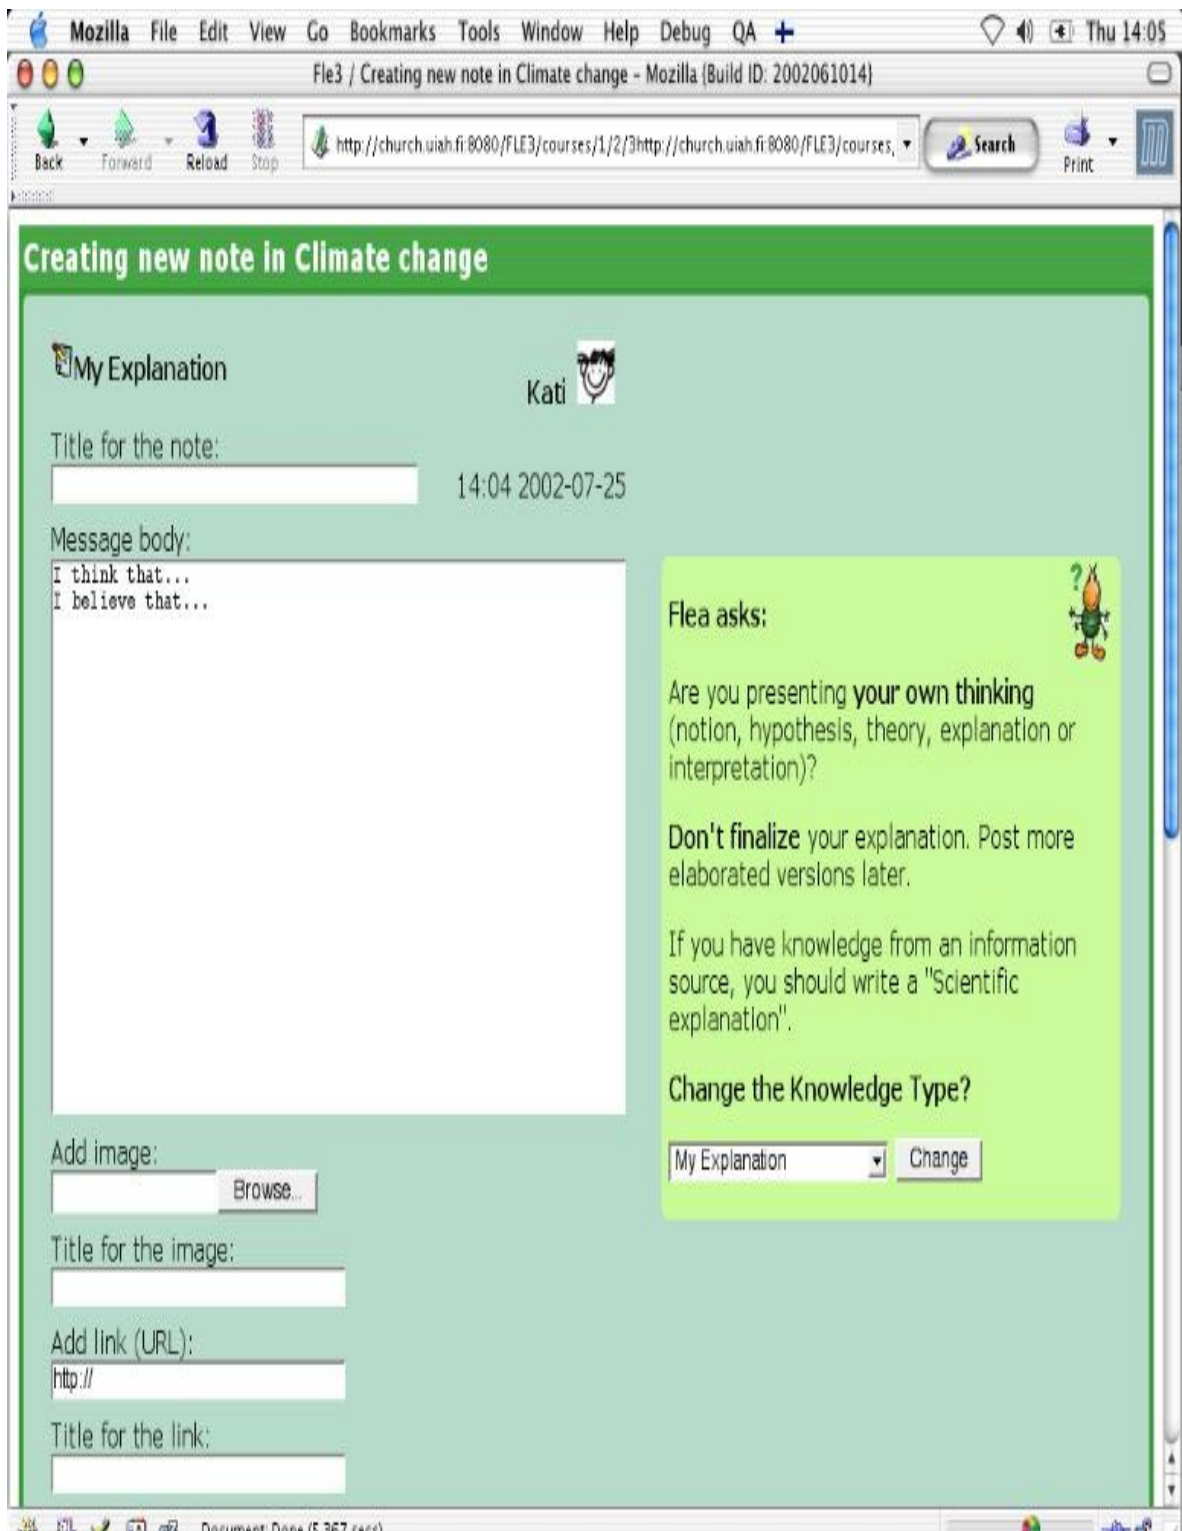 Mozilla File Edit View Go Bookmarks Tools Window Help Debug QA Thu 14:05
Fle3 / Creating new note in Climate change - Mozilla {Build ID: 2002061014}
Back Forward Reload Stop http://church.uiah.fi:8080/FLE3/courses/1/2/3http://church.uiah.fi:8080/FLE3/courses, Search Print
Creating new note in Climate change
My Explanation
Kati
Title for the note:
14:04 2002-07-25
Message body:
I think that...
I believe that...
Flea asks:
Are you presenting your own thinking
(notion, hypothesis, theory, explanation or
interpretation)?
Don't finalize your explanation. Post more
elaborated versions later.
If you have knowledge from an information
source, you should write a "Scientific
explanation".
Change the Knowledge Type?
My Explanation Change
Add image:
Browse...
Title for the image:
Add link (URL):
http://
Title for the link:
Document: Done (5.367 secs)